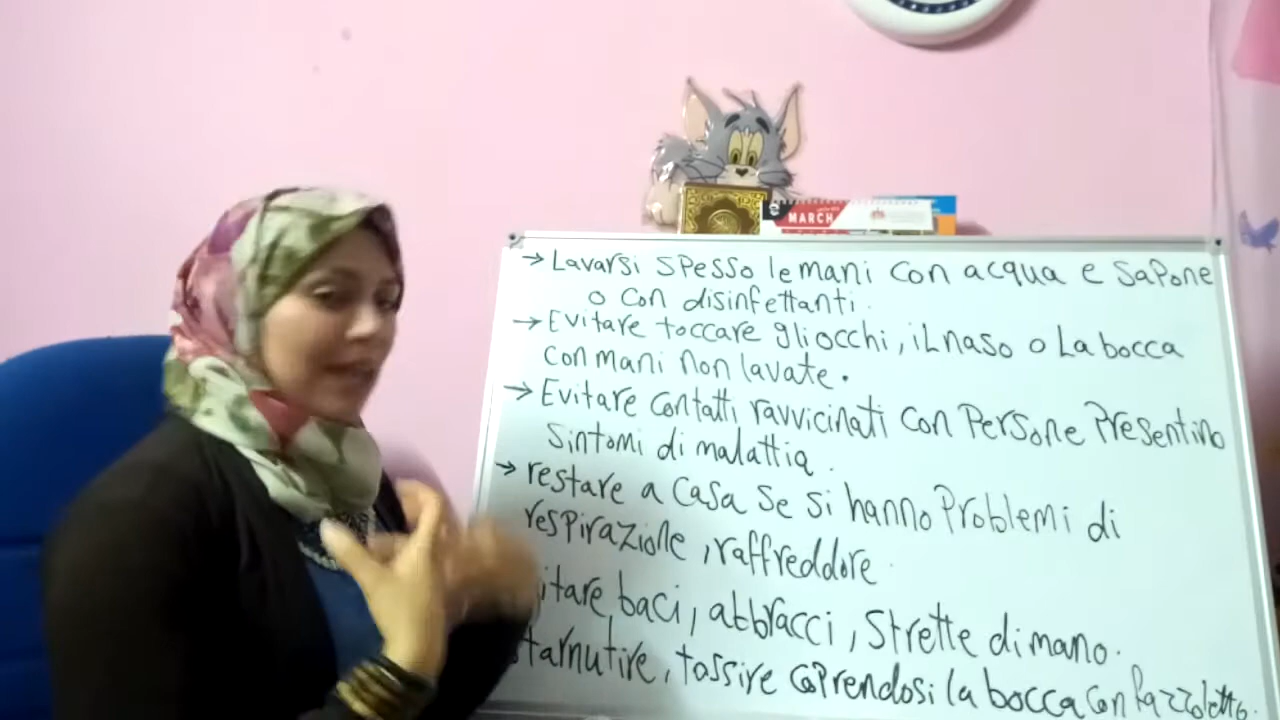 MARCH
→ Lavarsi spesso le mani con acqua e sapone
o con disinfettanti.
→ Evitare toccare gli occhi, il naso o la bocca
con mani non lavate.
→ Evitare contatti ravvicinati con Persone Presentino
sintomi di malattia.
→ restare a casa se si hanno Problemi di
respirazione, raffreddore.
itare baci, abbracci, Strette di mano.
starnutire, tossire coprendosi la bocca con fazzoletto.